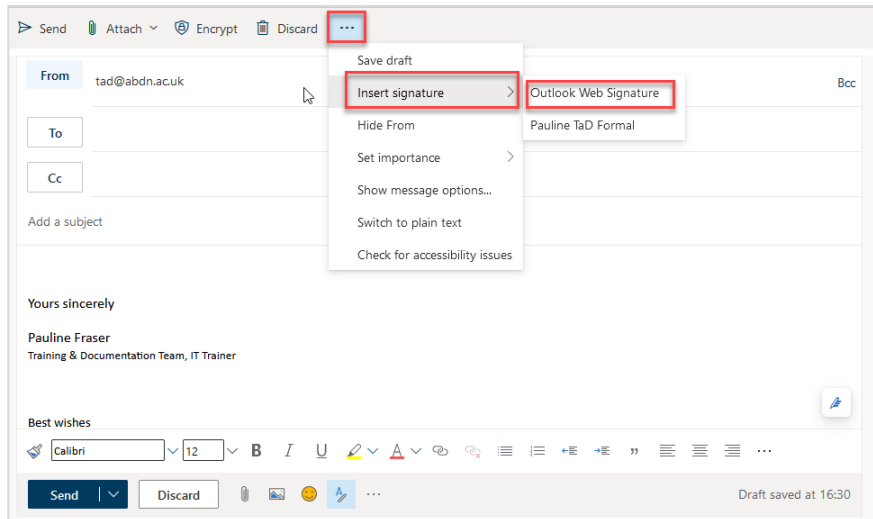 Send Attach Encrypt Discard ...
Save draft
From tad@abdn.ac.uk Bcc
Insert signature
Outlook Web Signature
Hide From
Pauline TaD Formal
To
Set importance
Cc
Show message options...
Add a subject
Switch to plain text
Check for accessibility issues
Yours sincerely
Pauline Fraser
Training & Documentation Team, IT Trainer
Best wishes
Calibri 12 B I U A ...
Send Discard ... Draft saved at 16:30